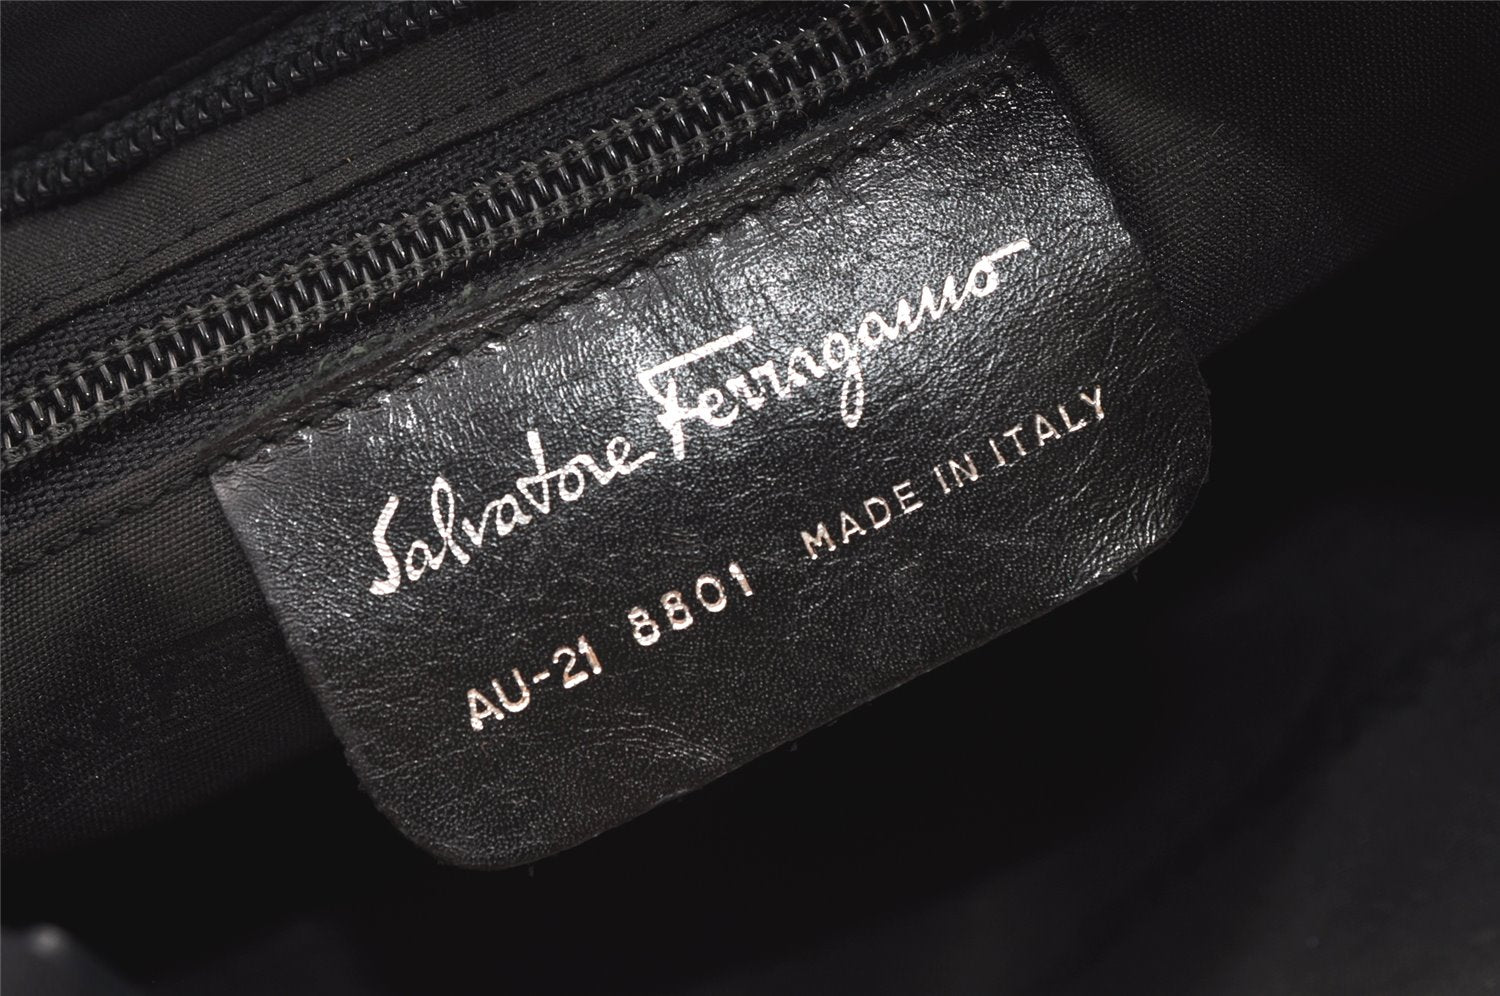 Salvatore Ferragamo
AU-21 8801 MADE IN ITALY